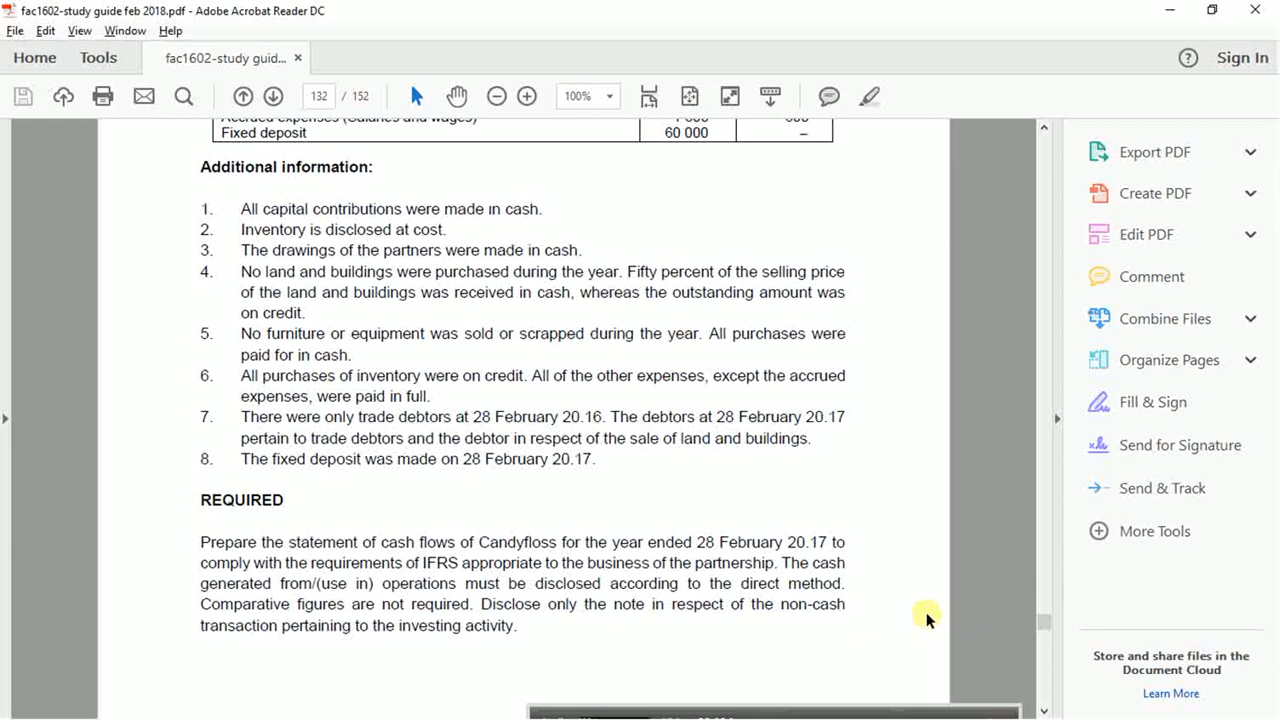 fac1602-study guide feb 2018.pdf - Adobe Acrobat Reader DC
File Edit View Window Help
Home Tools fac1602-study guid... × Sign In
132 / 152 100%
Accrued expenses (Salaries and wages)
Fixed deposit 60 000 –
Additional information:
1. All capital contributions were made in cash.
2. Inventory is disclosed at cost.
3. The drawings of the partners were made in cash.
4. No land and buildings were purchased during the year. Fifty percent of the selling price
of the land and buildings was received in cash, whereas the outstanding amount was
on credit.
5. No furniture or equipment was sold or scrapped during the year. All purchases were
paid for in cash.
6. All purchases of inventory were on credit. All of the other expenses, except the accrued
expenses, were paid in full.
7. There were only trade debtors at 28 February 20.16. The debtors at 28 February 20.17
pertain to trade debtors and the debtor in respect of the sale of land and buildings.
8. The fixed deposit was made on 28 February 20.17.
REQUIRED
Prepare the statement of cash flows of Candyfloss for the year ended 28 February 20.17 to
comply with the requirements of IFRS appropriate to the business of the partnership. The cash
generated from/(use in) operations must be disclosed according to the direct method.
Comparative figures are not required. Disclose only the note in respect of the non-cash
transaction pertaining to the investing activity.
Export PDF
Create PDF
Edit PDF
Comment
Combine Files
Organize Pages
Fill & Sign
Send for Signature
Send & Track
More Tools
Store and share files in the
Document Cloud
Learn More